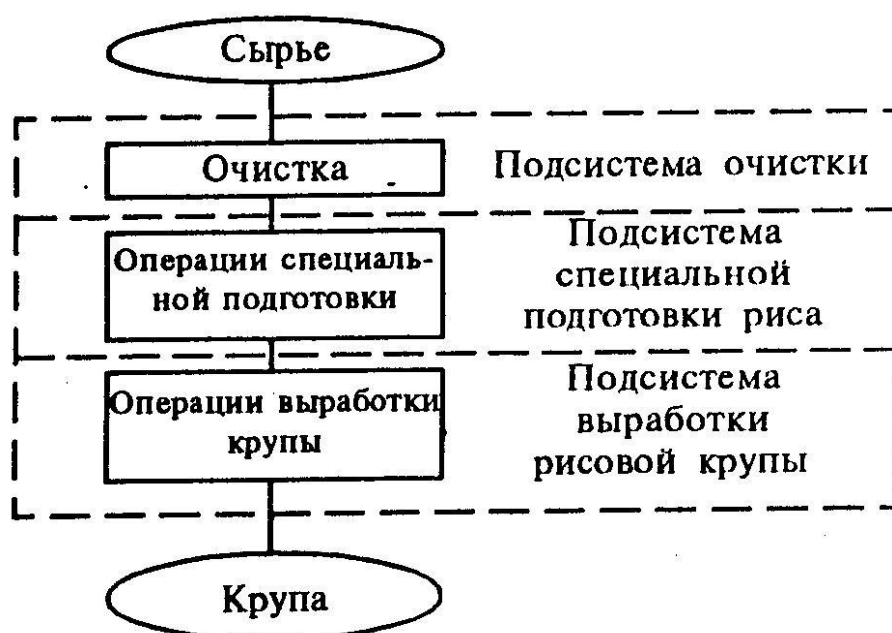 Сырье
Очистка
Подсистема очистки
Операции специаль-
ной подготовки
Подсистема
специальной
подготовки риса
Операции выработки
крупы
Подсистема
выработки
рисовой крупы
Крупа